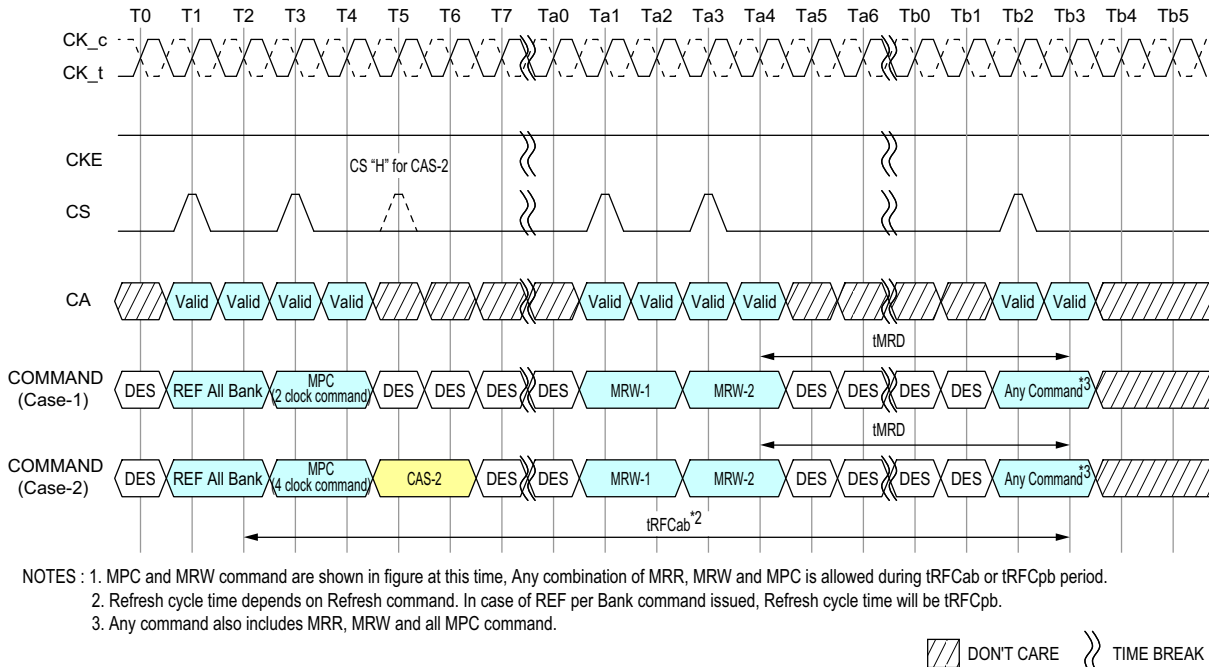 T0 T1 T2 T3 T4 T5 T6 T7 Ta0 Ta1 Ta2 Ta3 Ta4 Ta5 Ta6 Tb0 Tb1 Tb2 Tb3 Tb4 Tb5
CK_c
CK_t
CKE
CS “H” for CAS-2
CS
CA Valid Valid Valid Valid Valid Valid Valid Valid Valid Valid
tMRD
COMMAND
(Case-1)
DES REF All Bank MPC
(2 clock command) DES DES DES DES MRW-1 MRW-2 DES DES DES DES Any Command*3
tMRD
COMMAND
(Case-2)
DES REF All Bank MPC
(4 clock command) CAS-2 DES DES MRW-1 MRW-2 DES DES DES DES Any Command*3
tRFCab*2
NOTES : 1. MPC and MRW command are shown in figure at this time, Any combination of MRR, MRW and MPC is allowed during tRFCab or tRFCpb period.
2. Refresh cycle time depends on Refresh command. In case of REF per Bank command issued, Refresh cycle time will be tRFCpb.
3. Any command also includes MRR, MRW and all MPC command.
DON'T CARE TIME BREAK